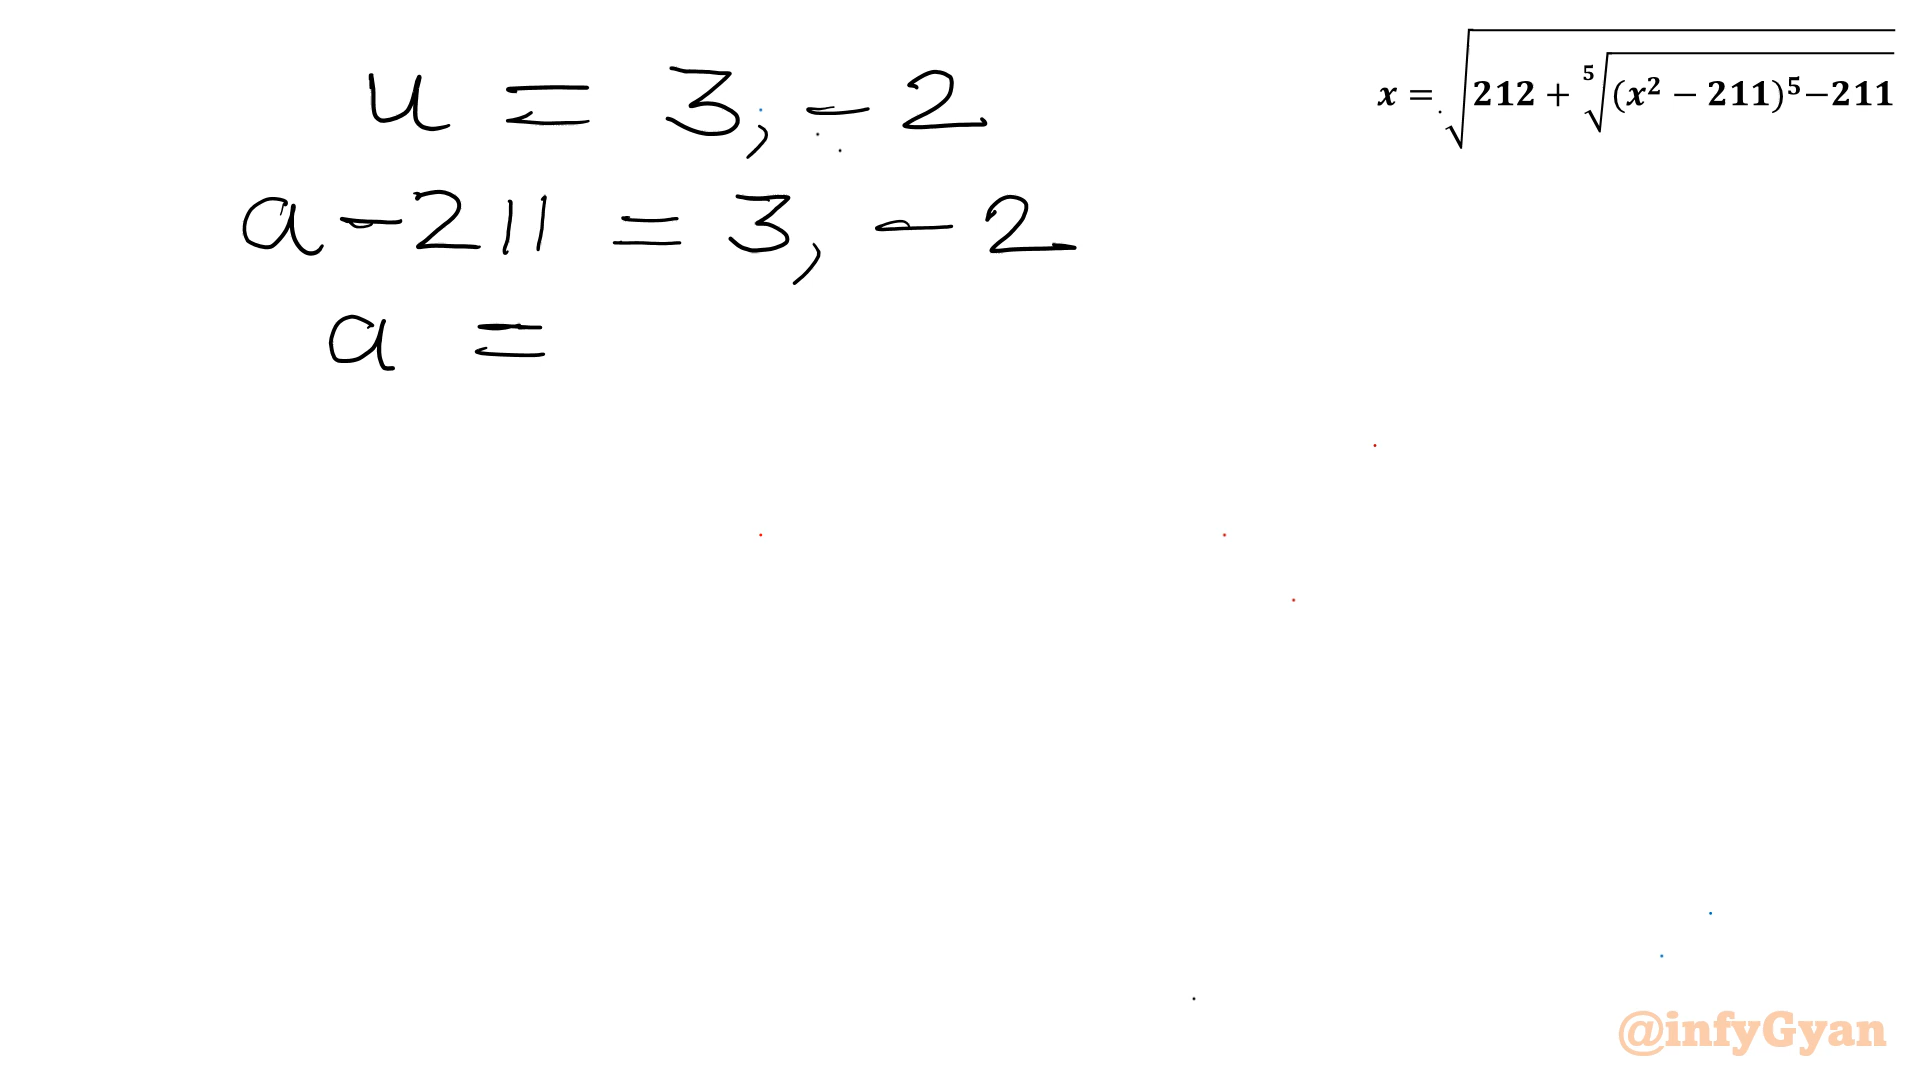 u = 3, -2
x = √(212 + ⁵√((x² − 211)⁵−211))
a - 211 = 3, -2
a =
@infyGyan